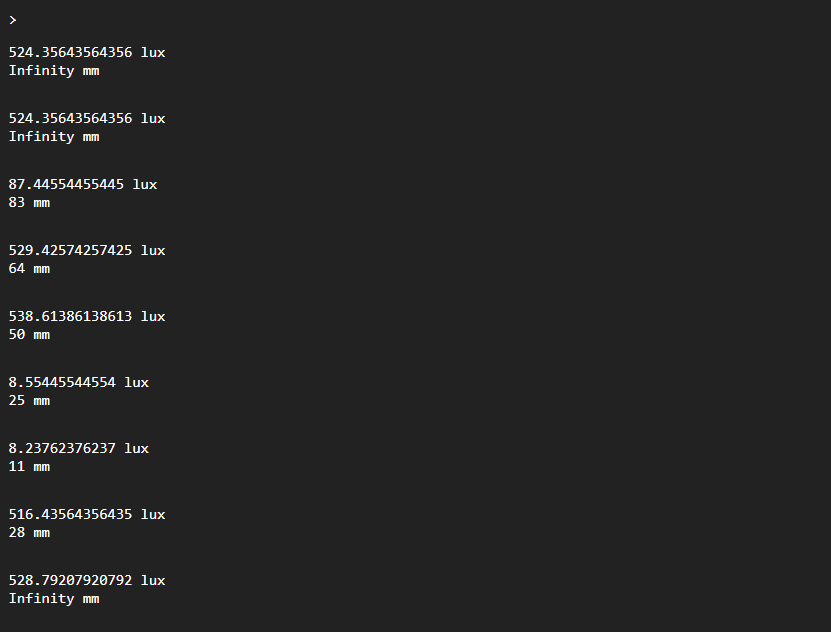 >
524.35643564356 lux
Infinity mm
524.35643564356 lux
Infinity mm
87.44554455445 lux
83 mm
529.42574257425 lux
64 mm
538.61386138613 lux
50 mm
8.55445544554 lux
25 mm
8.23762376237 lux
11 mm
516.43564356435 lux
28 mm
528.79207920792 lux
Infinity mm